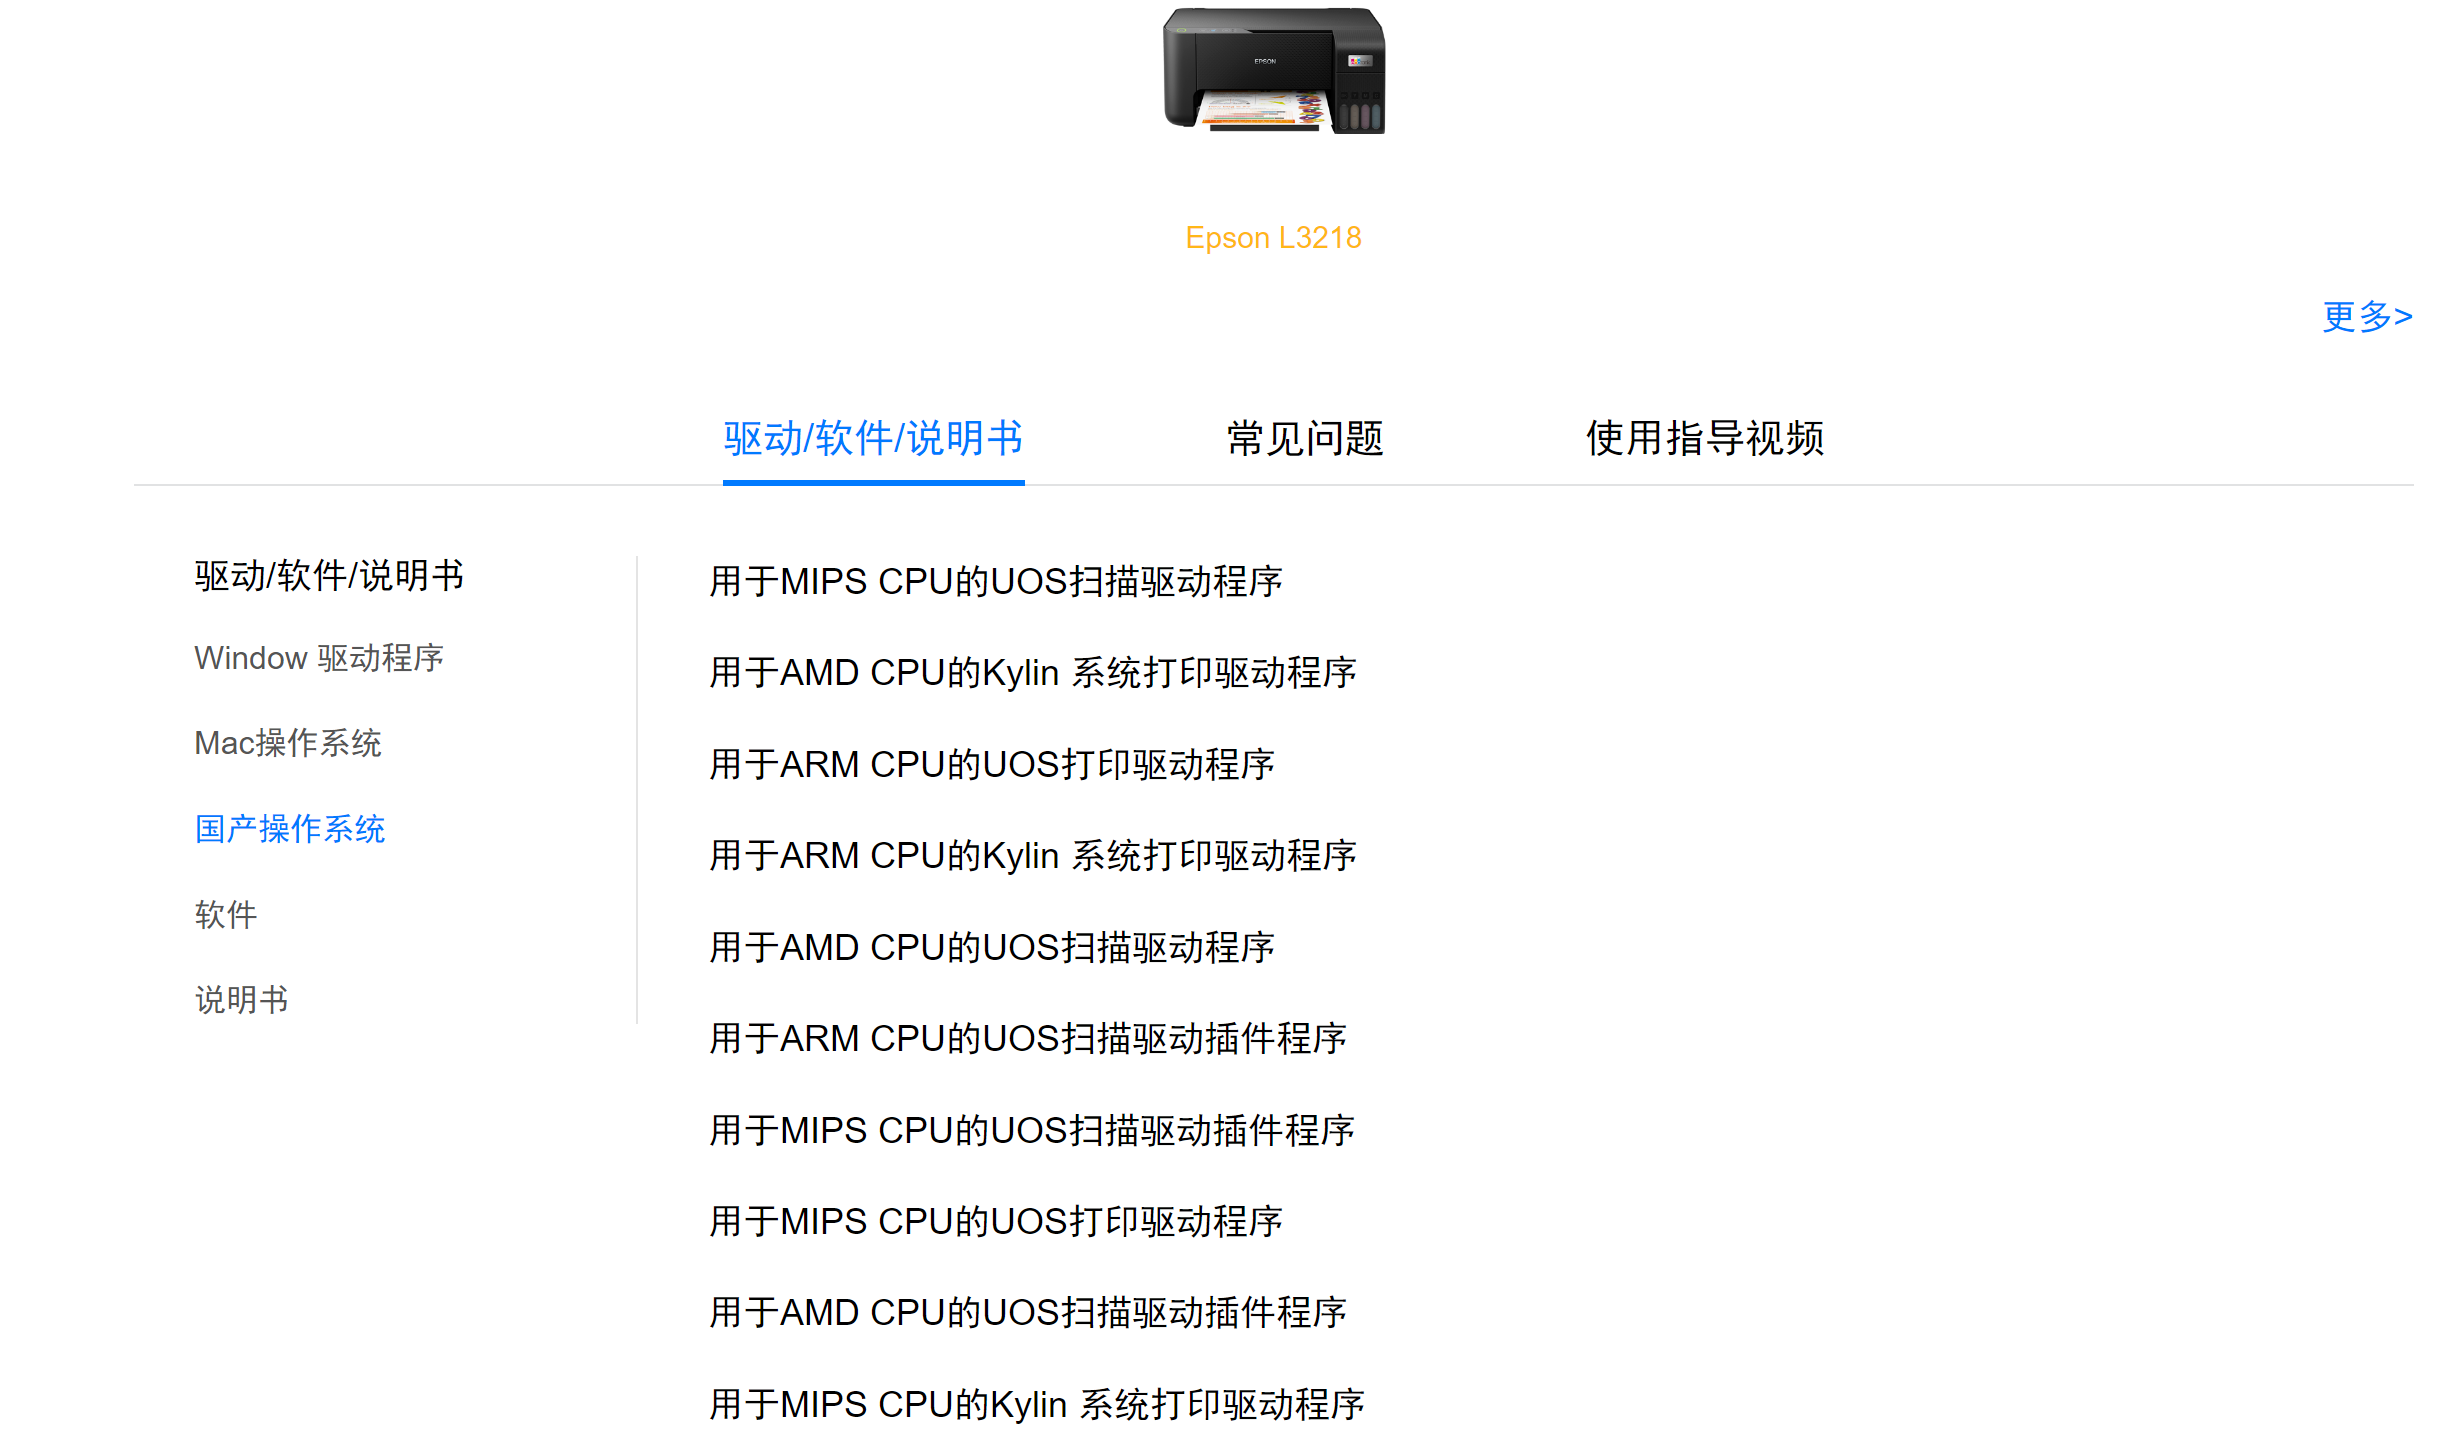 EPSON
Epson L3218
更多>
驱动/软件/说明书
常见问题
使用指导视频
驱动/软件/说明书
Window 驱动程序
Mac操作系统
国产操作系统
软件
说明书
用于MIPS CPU的UOS扫描驱动程序
用于AMD CPU的Kylin 系统打印驱动程序
用于ARM CPU的UOS打印驱动程序
用于ARM CPU的Kylin 系统打印驱动程序
用于AMD CPU的UOS扫描驱动程序
用于ARM CPU的UOS扫描驱动插件程序
用于MIPS CPU的UOS扫描驱动插件程序
用于MIPS CPU的UOS打印驱动程序
用于AMD CPU的UOS扫描驱动插件程序
用于MIPS CPU的Kylin 系统打印驱动程序